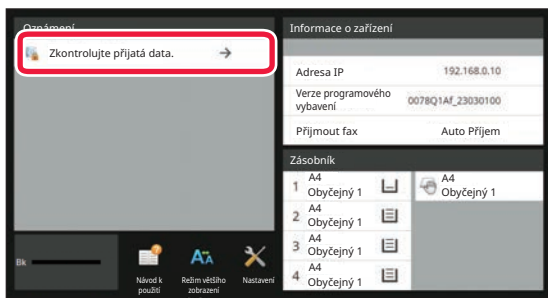 Oznámení
Zkontrolujte přijatá data.
Informace o zařízení
Adresa IP 192.168.0.10
Verze programového
vybavení 0078Q1Af_23030100
Přijmout fax Auto Příjem
Zásobník
1 A4
Obyčejný 1
A4
Obyčejný 1
2 A4
Obyčejný 1
3 A4
Obyčejný 1
4 A4
Obyčejný 1
Bk
Návod k
použití
AA
Režim většího
zobrazení
Nastavení